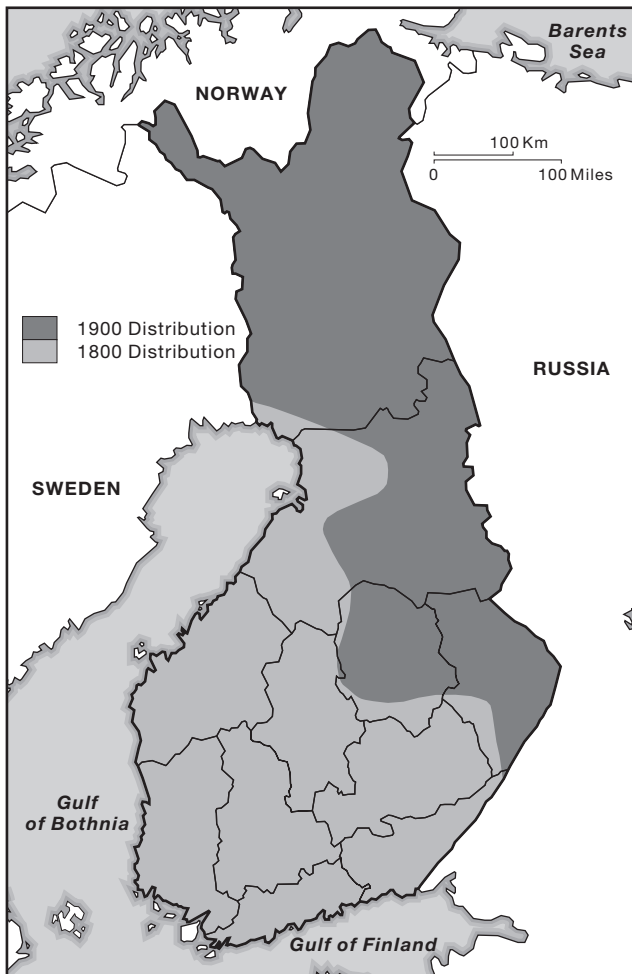 Barents
Sea
NORWAY
100 Km
0
100 Miles
1900 Distribution
1800 Distribution
RUSSIA
SWEDEN
Gulf
of Bothnia
Gulf of Finland